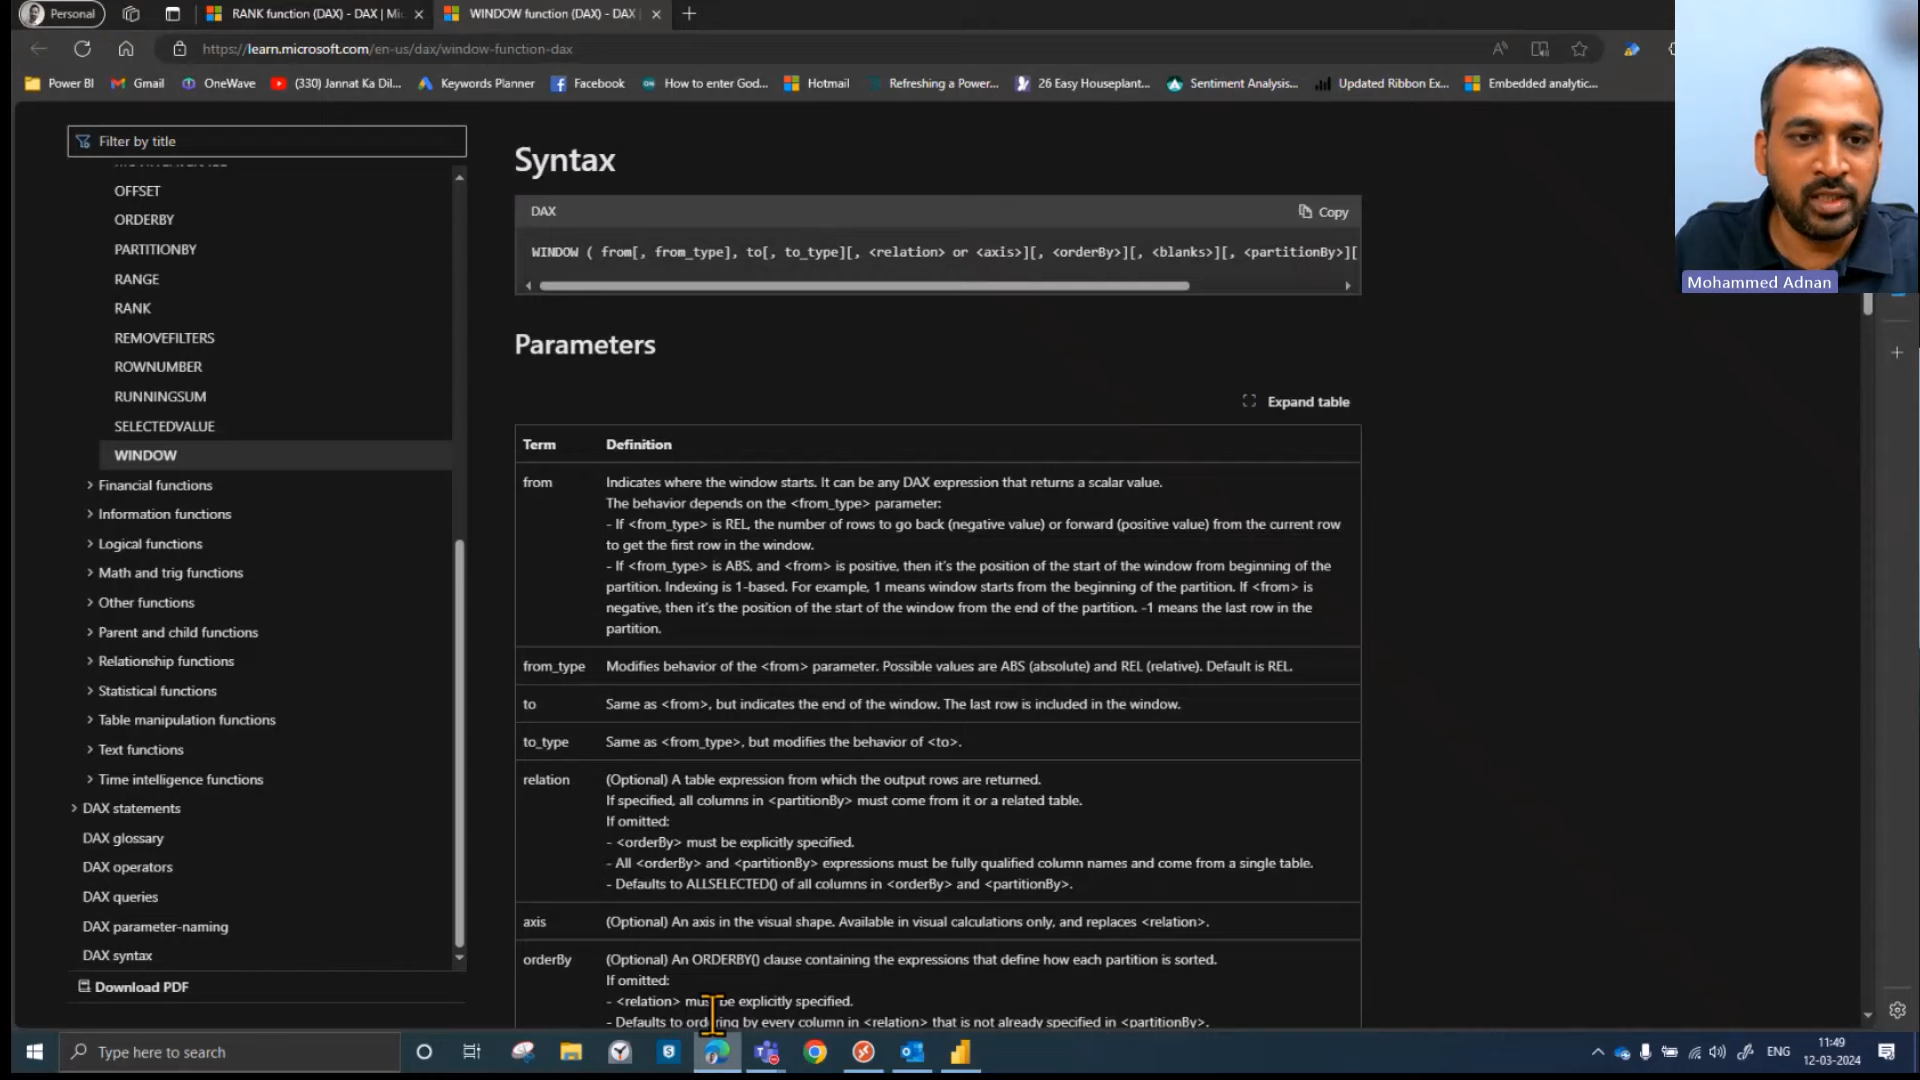 Personal
RANK function (DAX) - DAX | Mi
WINDOW function (DAX) - DAX
https://learn.microsoft.com/en-us/dax/window-function-dax
Power BI
Gmail
OneWave
(330) Jannat Ka Dil...
Keywords Planner
Facebook
How to enter God...
Hotmail
Refreshing a Power...
26 Easy Houseplant...
Sentiment Analysis...
Updated Ribbon Ex...
Embedded analytic...
Filter by title
OFFSET
ORDERBY
PARTITIONBY
RANGE
RANK
REMOVEFILTERS
ROWNUMBER
RUNNINGSUM
SELECTEDVALUE
WINDOW
Financial functions
Information functions
Logical functions
Math and trig functions
Other functions
Parent and child functions
Relationship functions
Statistical functions
Table manipulation functions
Text functions
Time intelligence functions
DAX statements
DAX glossary
DAX operators
DAX queries
DAX parameter-naming
DAX syntax
Download PDF
Syntax
DAX
Copy
WINDOW ( from[, from_type], to[, to_type][, <relation> or <axis>][, <orderBy>][, <blanks>][, <partitionBy>][
Parameters
Expand table
Term Definition
from Indicates where the window starts. It can be any DAX expression that returns a scalar value.
The behavior depends on the <from_type> parameter:
- If <from_type> is REL, the number of rows to go back (negative value) or forward (positive value) from the current row
to get the first row in the window.
- If <from_type> is ABS, and <from> is positive, then it's the position of the start of the window from beginning of the
partition. Indexing is 1-based. For example, 1 means window starts from the beginning of the partition. If <from> is
negative, then it's the position of the start of the window from the end of the partition. -1 means the last row in the
partition.
from_type Modifies behavior of the <from> parameter. Possible values are ABS (absolute) and REL (relative). Default is REL.
to Same as <from>, but indicates the end of the window. The last row is included in the window.
to_type Same as <from_type>, but modifies the behavior of <to>.
relation (Optional) A table expression from which the output rows are returned.
If specified, all columns in <partitionBy> must come from it or a related table.
If omitted:
- <orderBy> must be explicitly specified.
- All <orderBy> and <partitionBy> expressions must be fully qualified column names and come from a single table.
- Defaults to ALLSELECTED() of all columns in <orderBy> and <partitionBy>.
axis (Optional) An axis in the visual shape. Available in visual calculations only, and replaces <relation>.
orderBy (Optional) An ORDERBY() clause containing the expressions that define how each partition is sorted.
If omitted:
- <relation> must be explicitly specified.
- Defaults to ordering by every column in <relation> that is not already specified in <partitionBy>.
Mohammed Adnan
Type here to search
ENG
11:49
12-03-2024